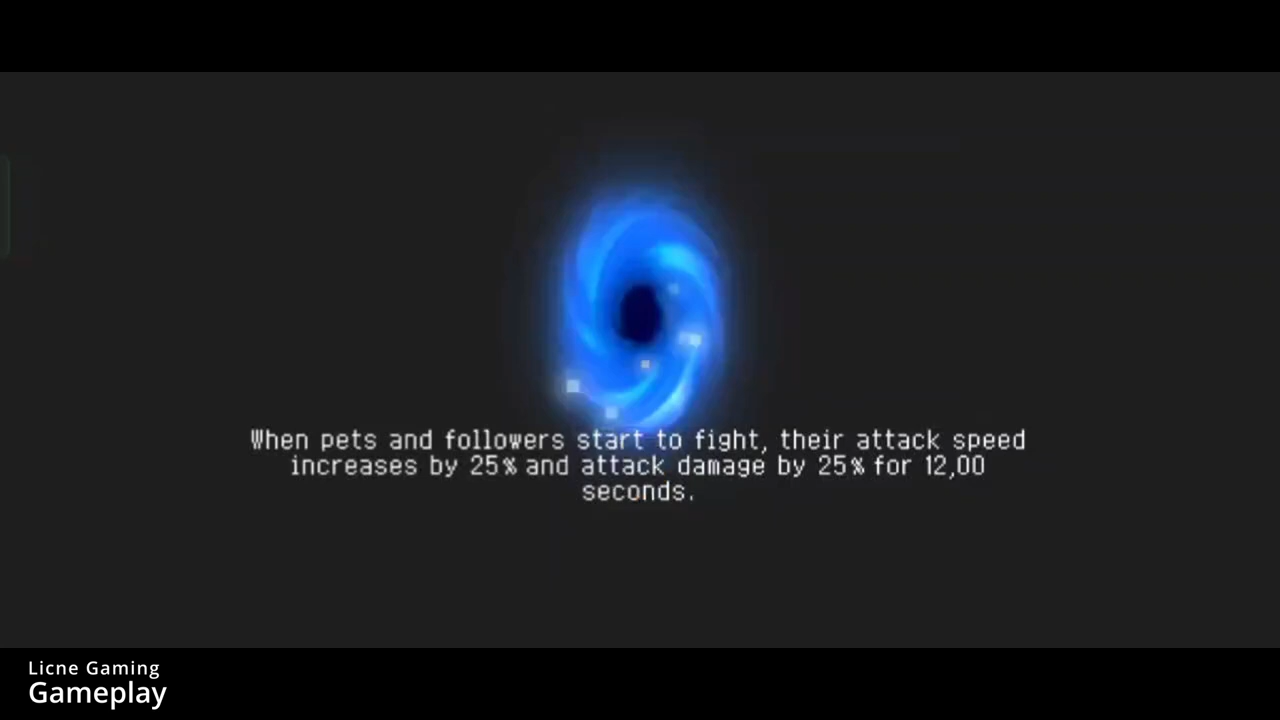 When pets and followers start to fight, their attack speed
increases by 25% and attack damage by 25% for 12,00
seconds.
Licne Gaming
Gameplay